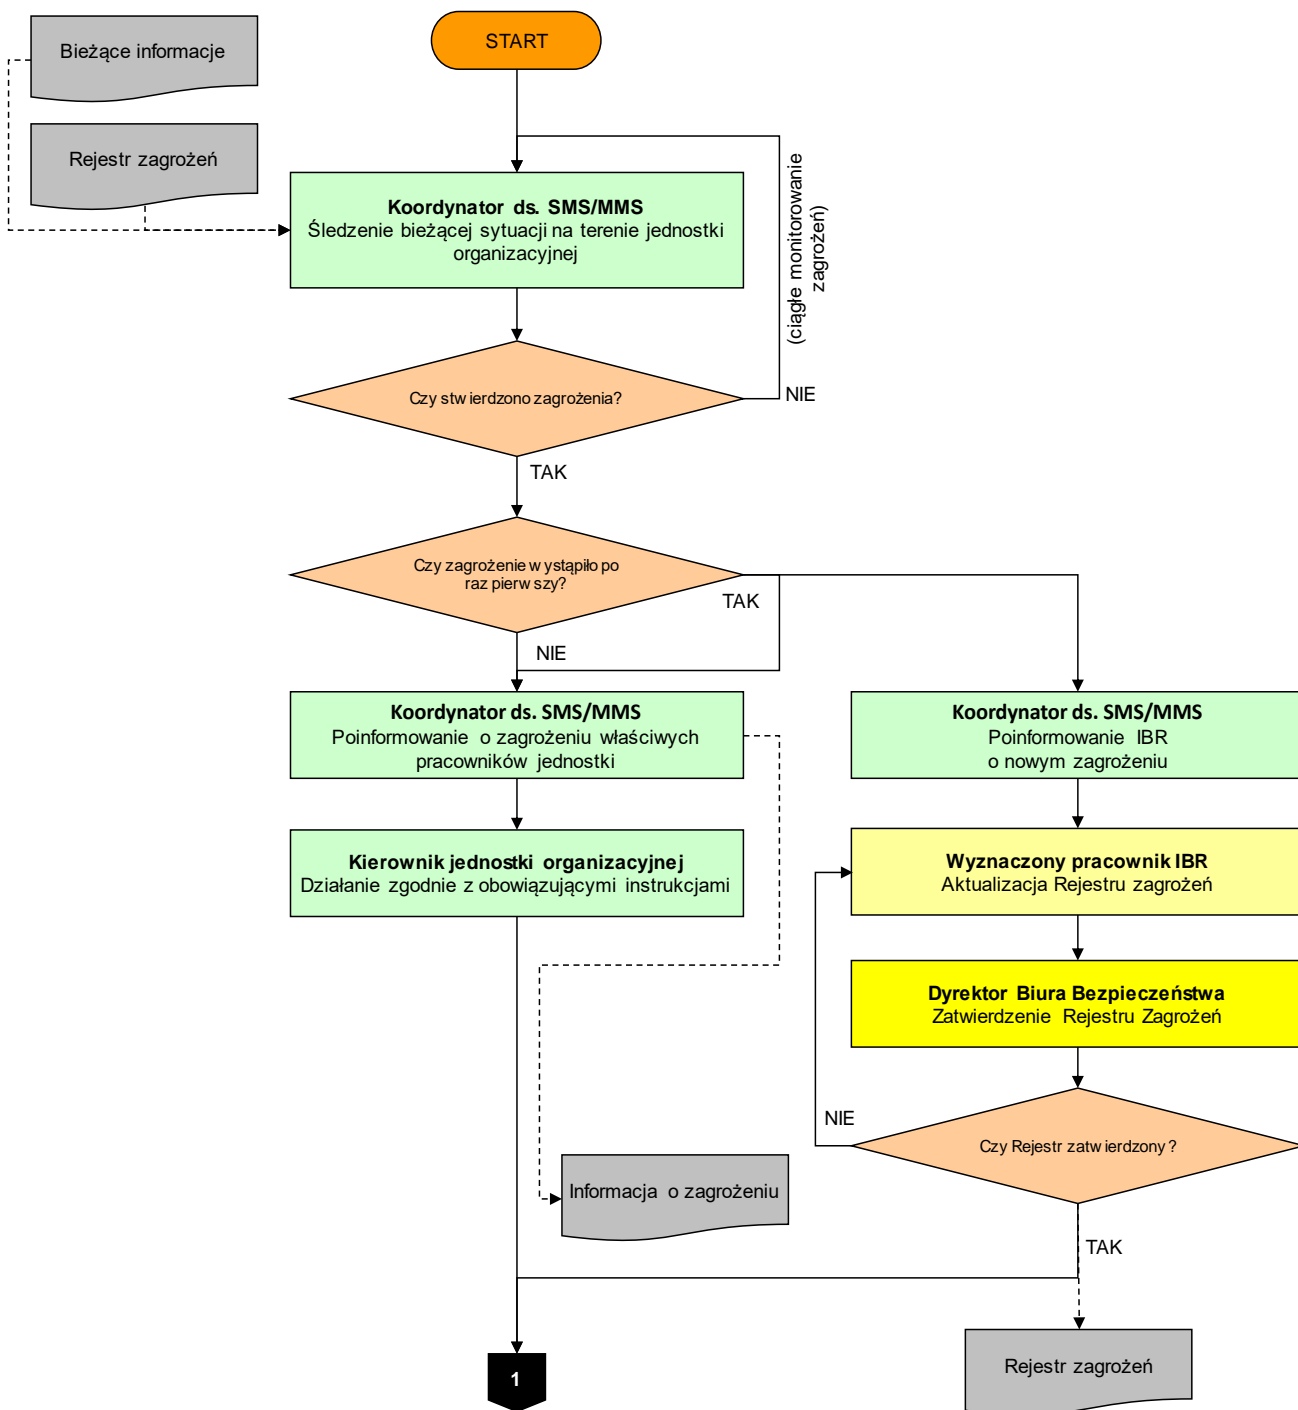 Bieżące informacje
START
Rejestr zagrożeń
Koordynator ds. SMS/MMS
Śledzenie bieżącej sytuacji na terenie jednostki
organizacyjnej
(ciągłe monitorowanie
zagrożeń)
Czy stwierdzono zagrożenia?
NIE
TAK
Czy zagrożenie wystąpiło po
raz pierwszy?
TAK
NIE
Koordynator ds. SMS/MMS
Poinformowanie o zagrożeniu właściwych
pracowników jednostki
Koordynator ds. SMS/MMS
Poinformowanie IBR
o nowym zagrożeniu
Kierownik jednostki organizacyjnej
Działanie zgodnie z obowiązującymi instrukcjami
Wyznaczony pracownik IBR
Aktualizacja Rejestru zagrożeń
Dyrektor Biura Bezpieczeństwa
Zatwierdzenie Rejestru Zagrożeń
NIE
Czy Rejestr zatwierdzony?
Informacja o zagrożeniu
TAK
1
Rejestr zagrożeń